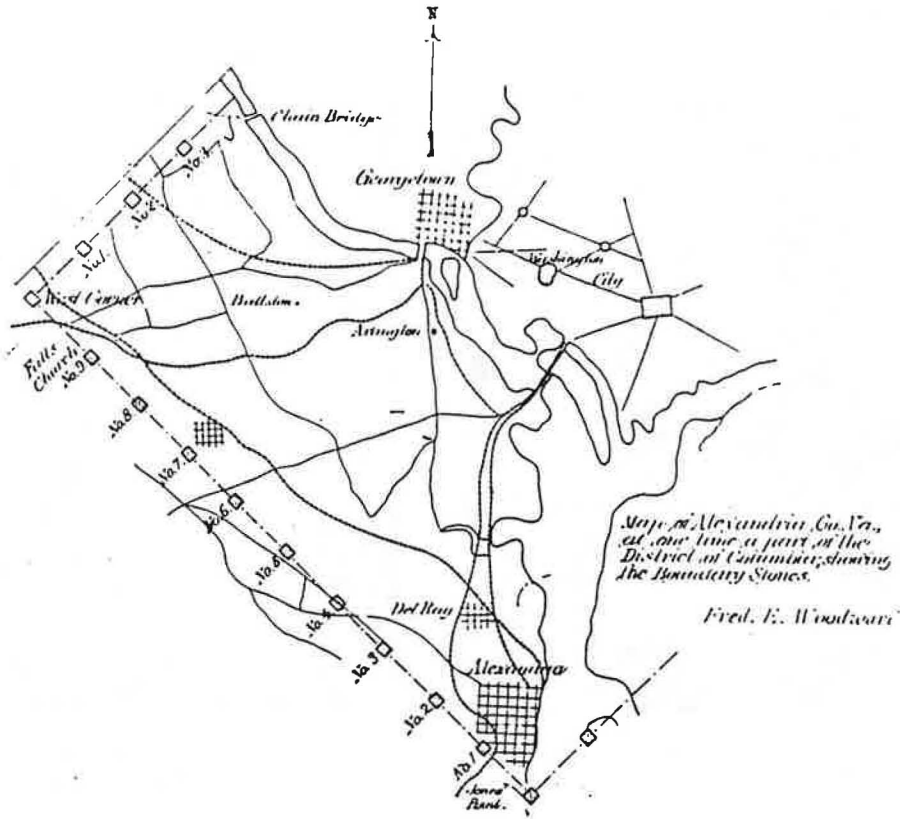 N
Chain Bridge
Georgetown
No. 3
No. 2
No. 1
West Corner
Washington
City
Ballston.
Arlington
Falls
Church
No. 9
No. 8
No. 7
No. 6
No. 5
No. 4
No. 3
No. 2
No. 1
Del Ray
Alexandria
Jones'
Point.
Map of Alexandria Co. Va.,
at one time a part of the
District of Columbia, showing
the Boundary Stones.
Fred. E. Woodward